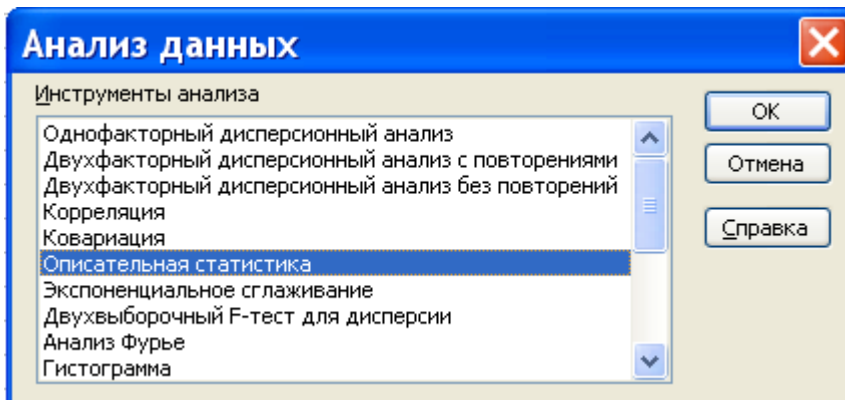 Анализ данных
Инструменты анализа
Однофакторный дисперсионный анализ
Двухфакторный дисперсионный анализ с повторениями
Двухфакторный дисперсионный анализ без повторений
Корреляция
Ковариация
Описательная статистика
Экспоненциальное сглаживание
Двухвыборочный F-тест для дисперсии
Анализ Фурье
Гистограмма
ОК
Отмена
Справка